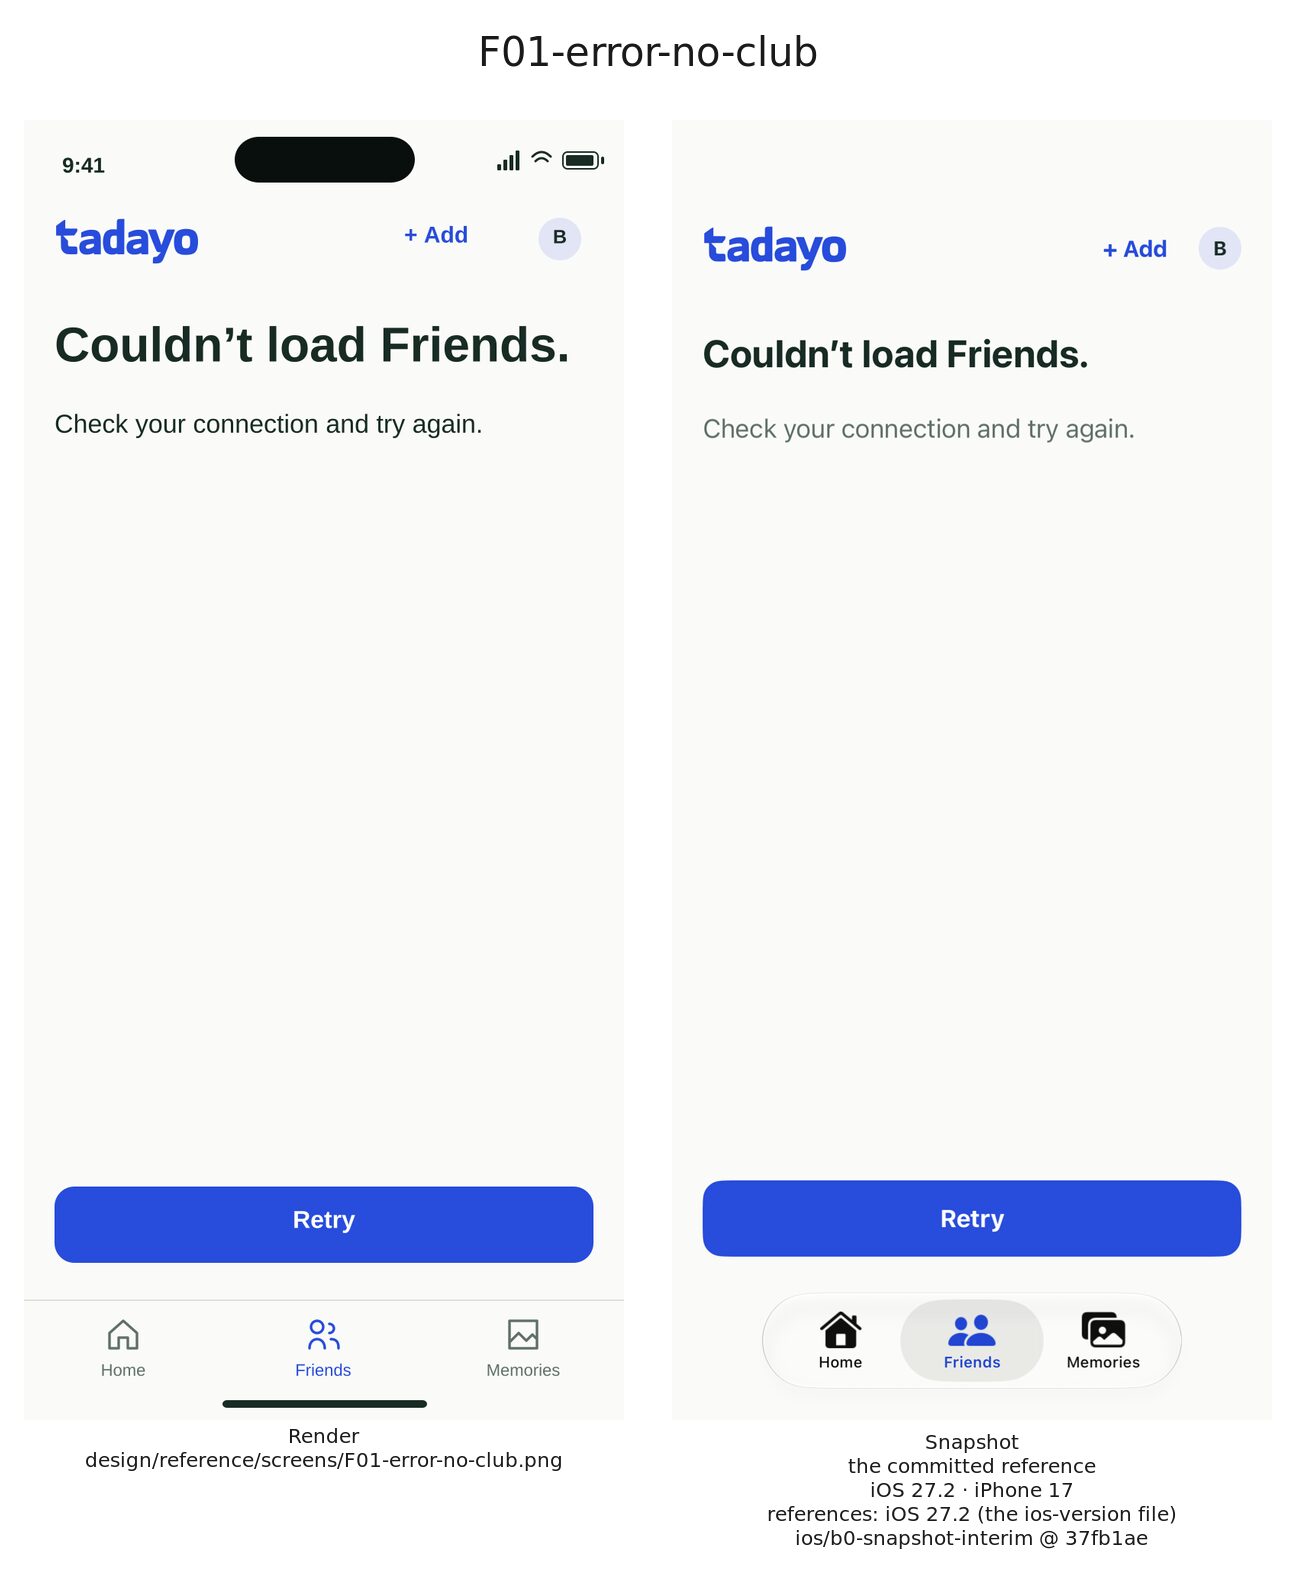 F01-error-no-club
9:41
tadayo
+ Add
B
Couldn’t load Friends.
Check your connection and try again.
Retry
Home
Friends
Memories
Render
design/reference/screens/F01-error-no-club.png
tadayo
+ Add
B
Couldn’t load Friends.
Check your connection and try again.
Retry
Home
Friends
Memories
Snapshot
the committed reference
iOS 27.2 · iPhone 17
references: iOS 27.2 (the ios-version file)
ios/b0-snapshot-interim @ 37fb1ae